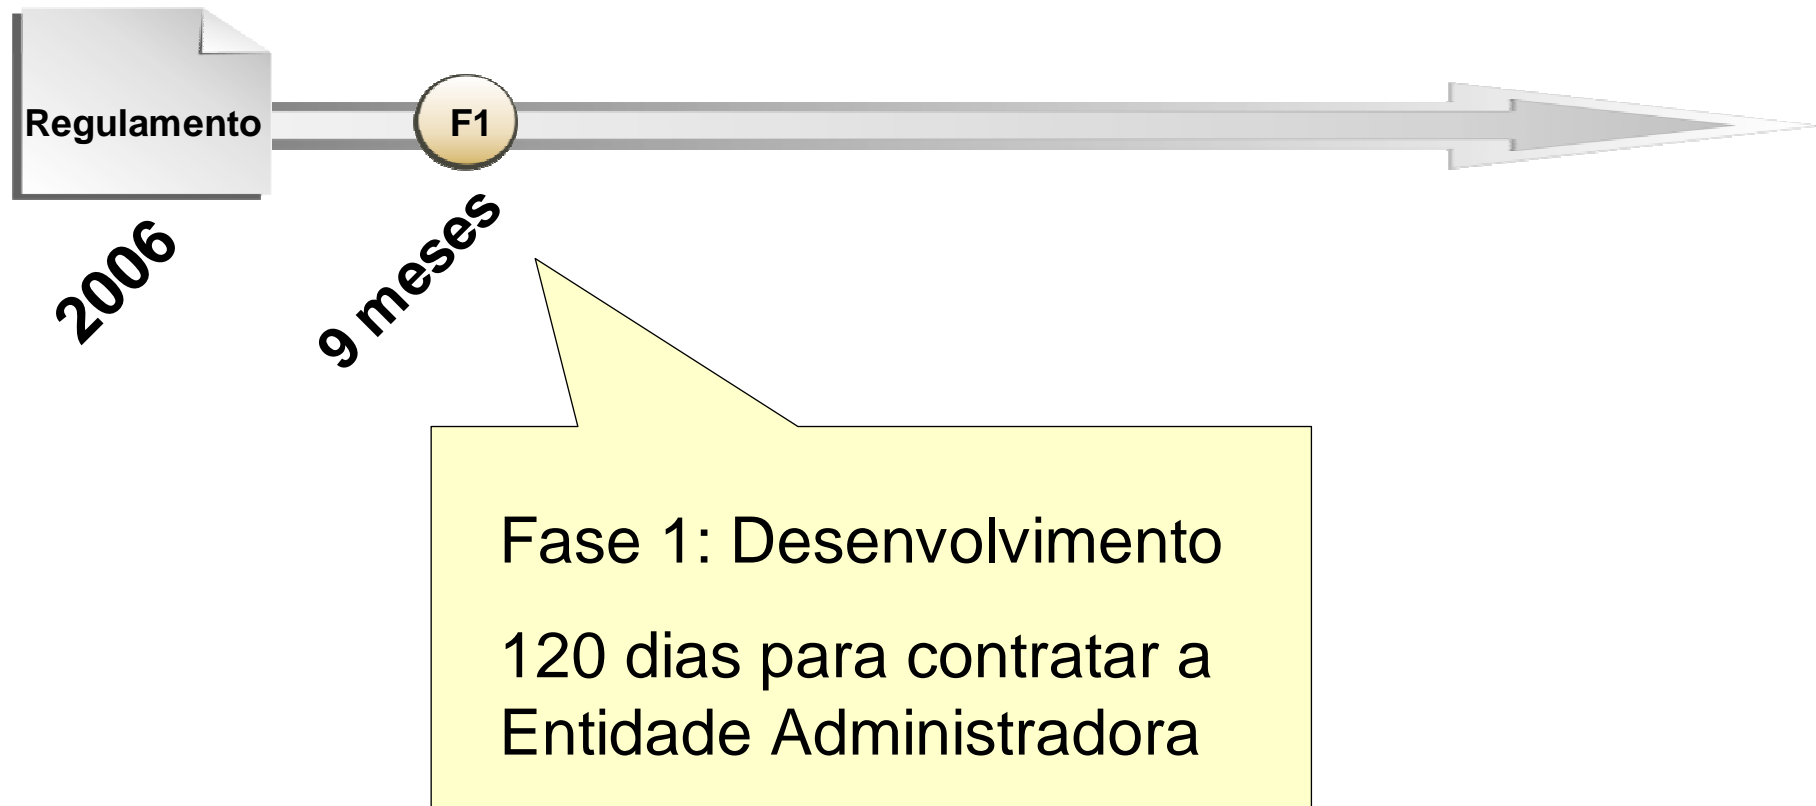 Regulamento
F1
2006
9 meses
Fase 1: Desenvolvimento
120 dias para contratar a
Entidade Administradora